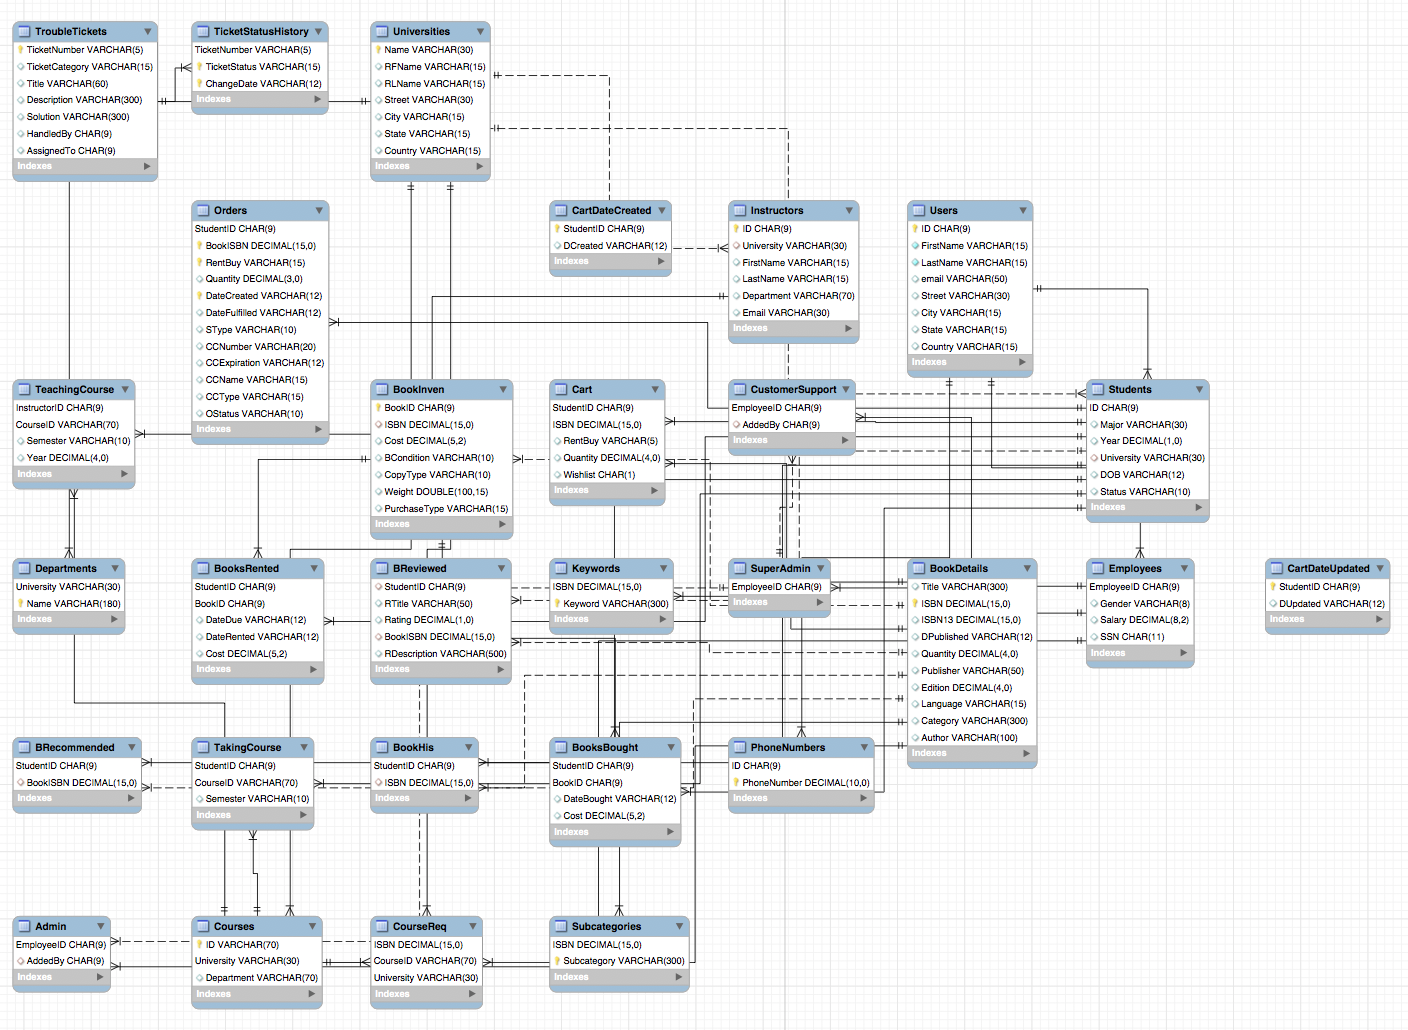 TroubleTickets
TicketNumber VARCHAR(5)
TicketCategory VARCHAR(15)
Title VARCHAR(60)
Description VARCHAR(300)
Solution VARCHAR(300)
HandledBy CHAR(9)
AssignedTo CHAR(9)
Indexes
TicketStatusHistory
TicketNumber VARCHAR(5)
TicketStatus VARCHAR(15)
ChangeDate VARCHAR(12)
Indexes
Universities
Name VARCHAR(30)
RFName VARCHAR(15)
RLName VARCHAR(15)
Street VARCHAR(30)
City VARCHAR(15)
State VARCHAR(15)
Country VARCHAR(15)
Indexes
Orders
StudentID CHAR(9)
BookISBN DECIMAL(15,0)
RentBuy VARCHAR(15)
Quantity DECIMAL(3,0)
DateCreated VARCHAR(12)
DateFulfilled VARCHAR(12)
SType VARCHAR(10)
CCNumber VARCHAR(20)
CCExpiration VARCHAR(12)
CCName VARCHAR(15)
CCType VARCHAR(15)
OStatus VARCHAR(10)
Indexes
CartDateCreated
StudentID CHAR(9)
DCreated VARCHAR(12)
Indexes
Instructors
ID CHAR(9)
University VARCHAR(30)
FirstName VARCHAR(15)
LastName VARCHAR(15)
Department VARCHAR(70)
Email VARCHAR(30)
Indexes
Users
ID CHAR(9)
FirstName VARCHAR(15)
LastName VARCHAR(15)
email VARCHAR(50)
Street VARCHAR(30)
City VARCHAR(15)
State VARCHAR(15)
Country VARCHAR(15)
Indexes
TeachingCourse
InstructorID CHAR(9)
CourseID VARCHAR(70)
Semester VARCHAR(10)
Year DECIMAL(4,0)
Indexes
BookInven
BookID CHAR(9)
ISBN DECIMAL(15,0)
Cost DECIMAL(5,2)
BCondition VARCHAR(10)
CopyType VARCHAR(10)
Weight DOUBLE(100,15)
PurchaseType VARCHAR(15)
Indexes
Cart
StudentID CHAR(9)
ISBN DECIMAL(15,0)
RentBuy VARCHAR(5)
Quantity DECIMAL(4,0)
Wishlist CHAR(1)
Indexes
CustomerSupport
EmployeeID CHAR(9)
AddedBy CHAR(9)
Indexes
Students
ID CHAR(9)
Major VARCHAR(30)
Year DECIMAL(1,0)
University VARCHAR(30)
DOB VARCHAR(12)
Status VARCHAR(10)
Indexes
Departments
University VARCHAR(30)
Name VARCHAR(180)
Indexes
BooksRented
StudentID CHAR(9)
BookID CHAR(9)
DateDue VARCHAR(12)
DateRented VARCHAR(12)
Cost DECIMAL(5,2)
Indexes
BReviewed
StudentID CHAR(9)
RTitle VARCHAR(50)
Rating DECIMAL(1,0)
BookISBN DECIMAL(15,0)
RDescription VARCHAR(500)
Indexes
Keywords
ISBN DECIMAL(15,0)
Keyword VARCHAR(300)
Indexes
SuperAdmin
EmployeeID CHAR(9)
Indexes
BookDetails
Title VARCHAR(300)
ISBN DECIMAL(15,0)
ISBN13 DECIMAL(15,0)
DPublished VARCHAR(12)
Quantity DECIMAL(4,0)
Publisher VARCHAR(50)
Edition DECIMAL(4,0)
Language VARCHAR(15)
Category VARCHAR(300)
Author VARCHAR(100)
Indexes
Employees
EmployeeID CHAR(9)
Gender VARCHAR(8)
Salary DECIMAL(8,2)
SSN CHAR(11)
Indexes
CartDateUpdated
StudentID CHAR(9)
DUpdated VARCHAR(12)
Indexes
BRecommended
StudentID CHAR(9)
BookISBN DECIMAL(15,0)
Indexes
TakingCourse
StudentID CHAR(9)
CourseID VARCHAR(70)
Semester VARCHAR(10)
Indexes
BookHis
StudentID CHAR(9)
ISBN DECIMAL(15,0)
Indexes
BooksBought
StudentID CHAR(9)
BookID CHAR(9)
DateBought VARCHAR(12)
Cost DECIMAL(5,2)
Indexes
PhoneNumbers
ID CHAR(9)
PhoneNumber DECIMAL(10,0)
Indexes
Admin
EmployeeID CHAR(9)
AddedBy CHAR(9)
Indexes
Courses
ID VARCHAR(70)
University VARCHAR(30)
Department VARCHAR(70)
Indexes
CourseReq
ISBN DECIMAL(15,0)
CourseID VARCHAR(70)
University VARCHAR(30)
Indexes
Subcategories
ISBN DECIMAL(15,0)
Subcategory VARCHAR(300)
Indexes